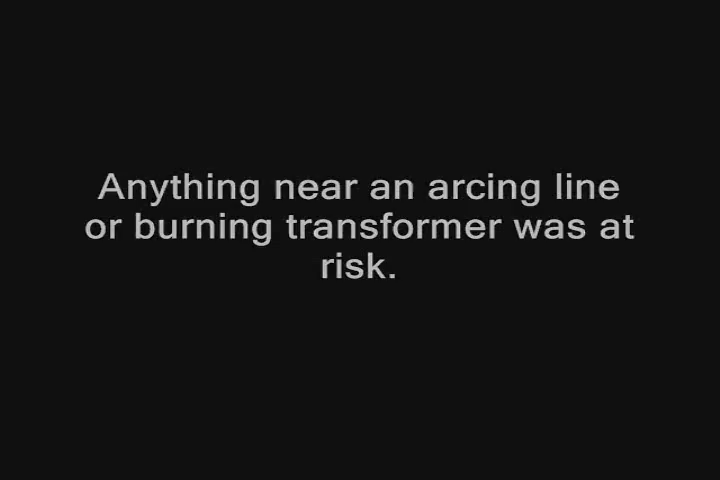 Anything near an arcing line
or burning transformer was at
risk.